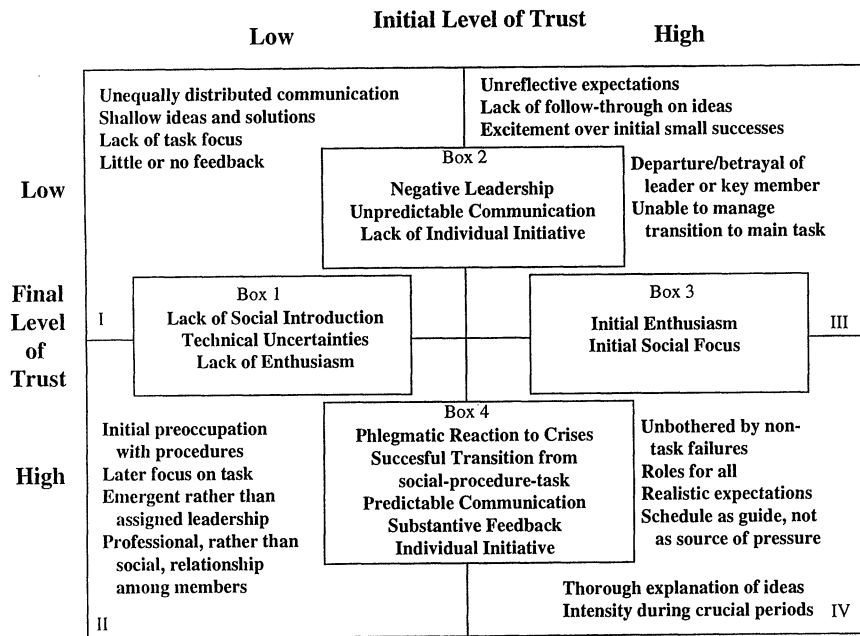 Initial Level of Trust
Low
High
Unequally distributed communication
Shallow ideas and solutions
Lack of task focus
Little or no feedback
Unreflective expectations
Lack of follow-through on ideas
Excitement over initial small successes
Departure/betrayal of
leader or key member
Unable to manage
transition to main task
Box 2
Negative Leadership
Unpredictable Communication
Lack of Individual Initiative
Low
Final
Level
of
Trust
I
Box 1
Lack of Social Introduction
Technical Uncertainties
Lack of Enthusiasm
Box 3
Initial Enthusiasm
Initial Social Focus
III
High
Initial preoccupation
with procedures
Later focus on task
Emergent rather than
assigned leadership
Professional, rather than
social, relationship
among members
II
Box 4
Phlegmatic Reaction to Crises
Succesful Transition from
social-procedure-task
Predictable Communication
Substantive Feedback
Individual Initiative
Unbothered by non-
task failures
Roles for all
Realistic expectations
Schedule as guide, not
as source of pressure
Thorough explanation of ideas
Intensity during crucial periods
IV